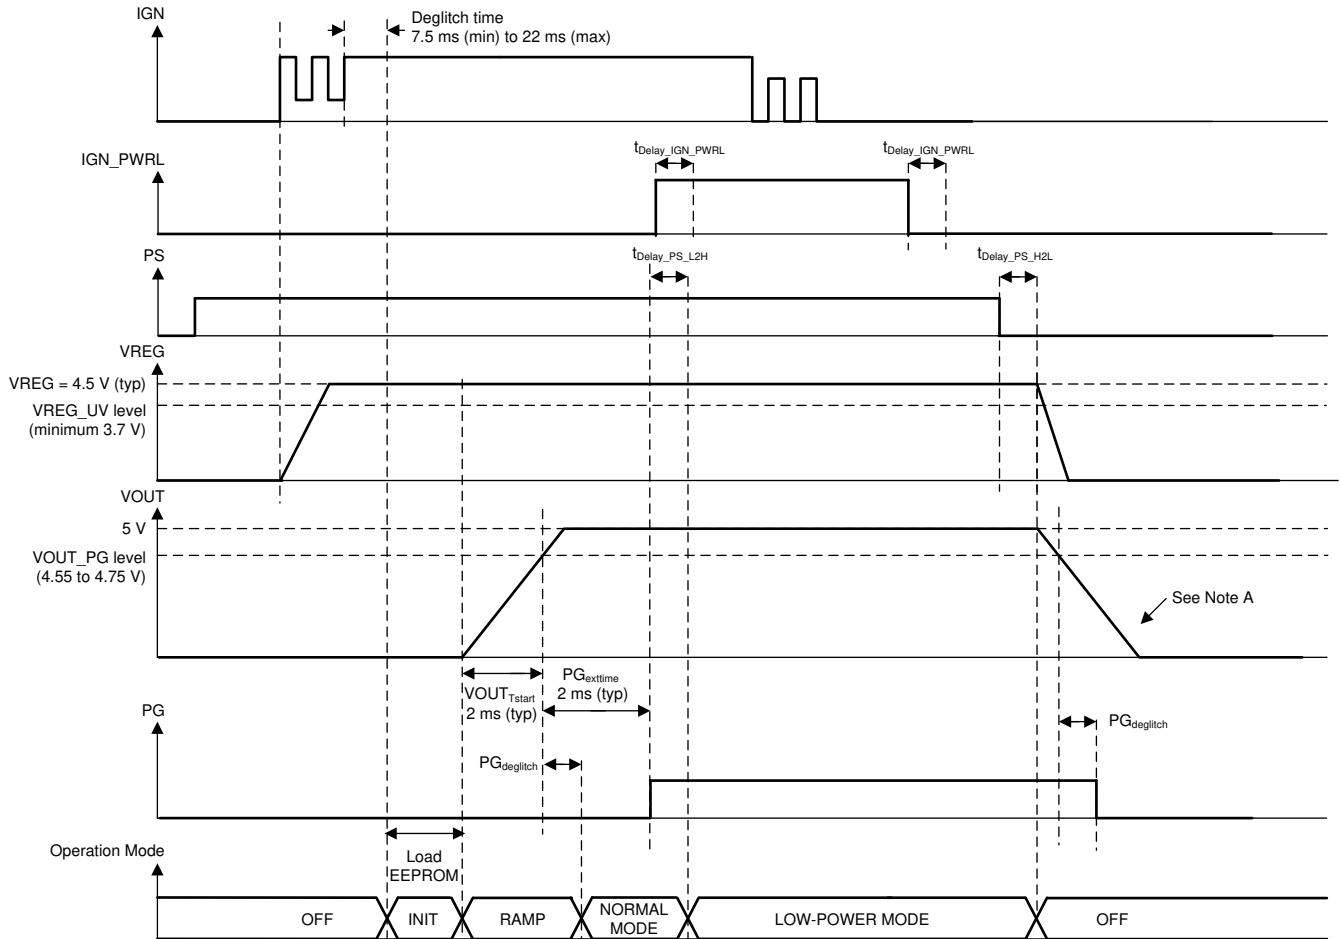 IGN
Deglitch time
7.5 ms (min) to 22 ms (max)
IGN_PWRL
tDelay_IGN_PWRL
tDelay_IGN_PWRL
PS
tDelay_PS_L2H
tDelay_PS_H2L
VREG
VREG = 4.5 V (typ)
VREG_UV level
(minimum 3.7 V)
VOUT
5 V
VOUT_PG level
(4.55 to 4.75 V)
See Note A
VOUTTstart
2 ms (typ)
PGexttime
2 ms (typ)
PG
PGdeglitch
PGdeglitch
Load
EEPROM
Operation Mode
OFF
INIT
RAMP
NORMAL
MODE
LOW-POWER MODE
OFF